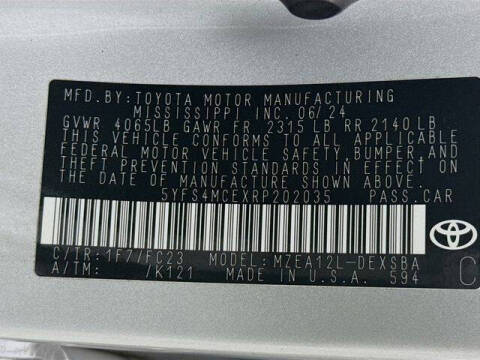 MFD. BY: TOYOTA MOTOR MANUFACTURING
MISSISSIPPI INC. 06/24
GVWR 4065LB GAWR FR 2315 LB RR 2140 LB
THIS VEHICLE CONFORMS TO ALL APPLICABLE
FEDERAL MOTOR VEHICLE SAFETY, BUMPER, AND
THEFT PREVENTION STANDARDS IN EFFECT ON
THE DATE OF MANUFACTURE SHOWN ABOVE.
5YFS4MCEXRP202035 PASS.CAR
C/TR: 1F7/FC23 MODEL: MZEA12L-DEXSBA
A/TM: /K121 MADE IN U.S.A. 594
TOYOTA
C